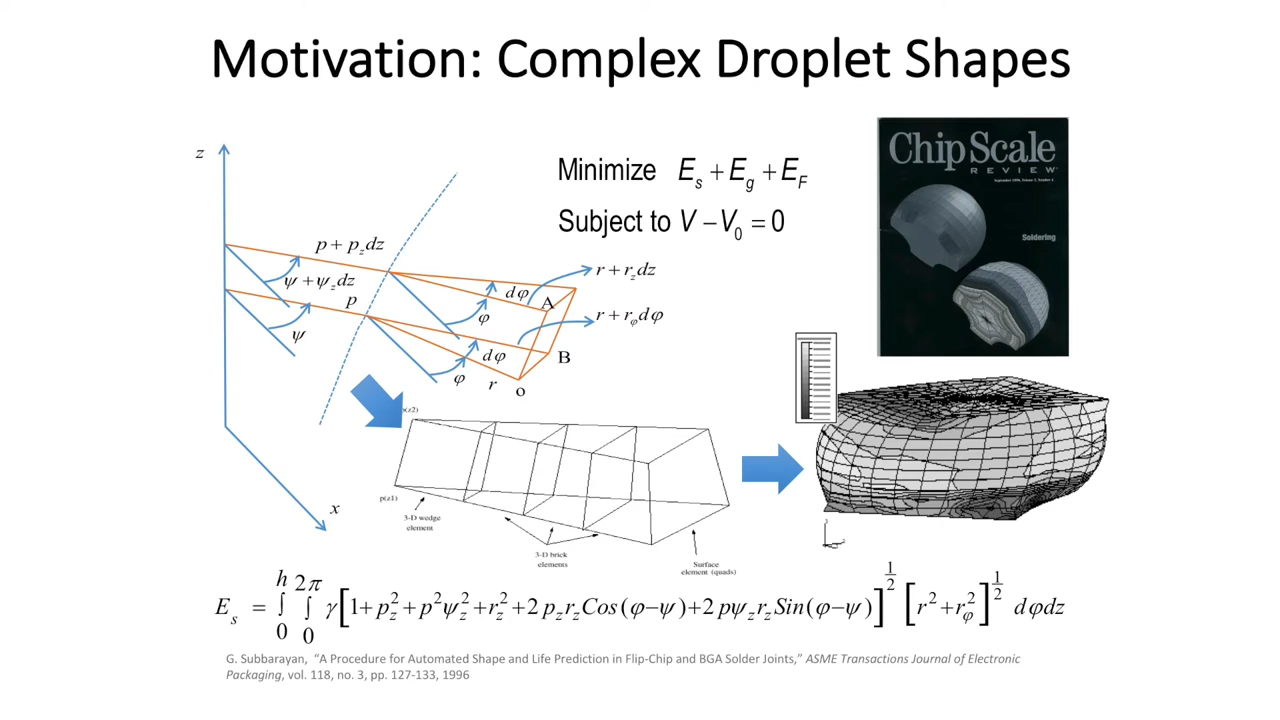 Motivation: Complex Droplet Shapes
z
p + p_z dz
ψ + ψ_z dz
p
ψ
dφ
φ
A
r + r_z dz
r + r_φ dφ
dφ
φ
r
B
o
x
Minimize E_s + E_g + E_F
Subject to V − V_0 = 0
Chip Scale
REVIEW
Soldering
p(z2)
p(z1)
3-D wedge
element
3-D brick
elements
Surface
element (quads)
E_s = ∫_0^h ∫_0^{2π} γ[1+ p_z^2 + p^2 ψ_z^2 + r_z^2 + 2 p_z r_z Cos(φ−ψ) + 2 pψ_z r_z Sin(φ−ψ)]^{1/2} [r^2 + r_φ^2]^{1/2} dφdz
G. Subbarayan, “A Procedure for Automated Shape and Life Prediction in Flip-Chip and BGA Solder Joints,” ASME Transactions Journal of Electronic
Packaging, vol. 118, no. 3, pp. 127-133, 1996